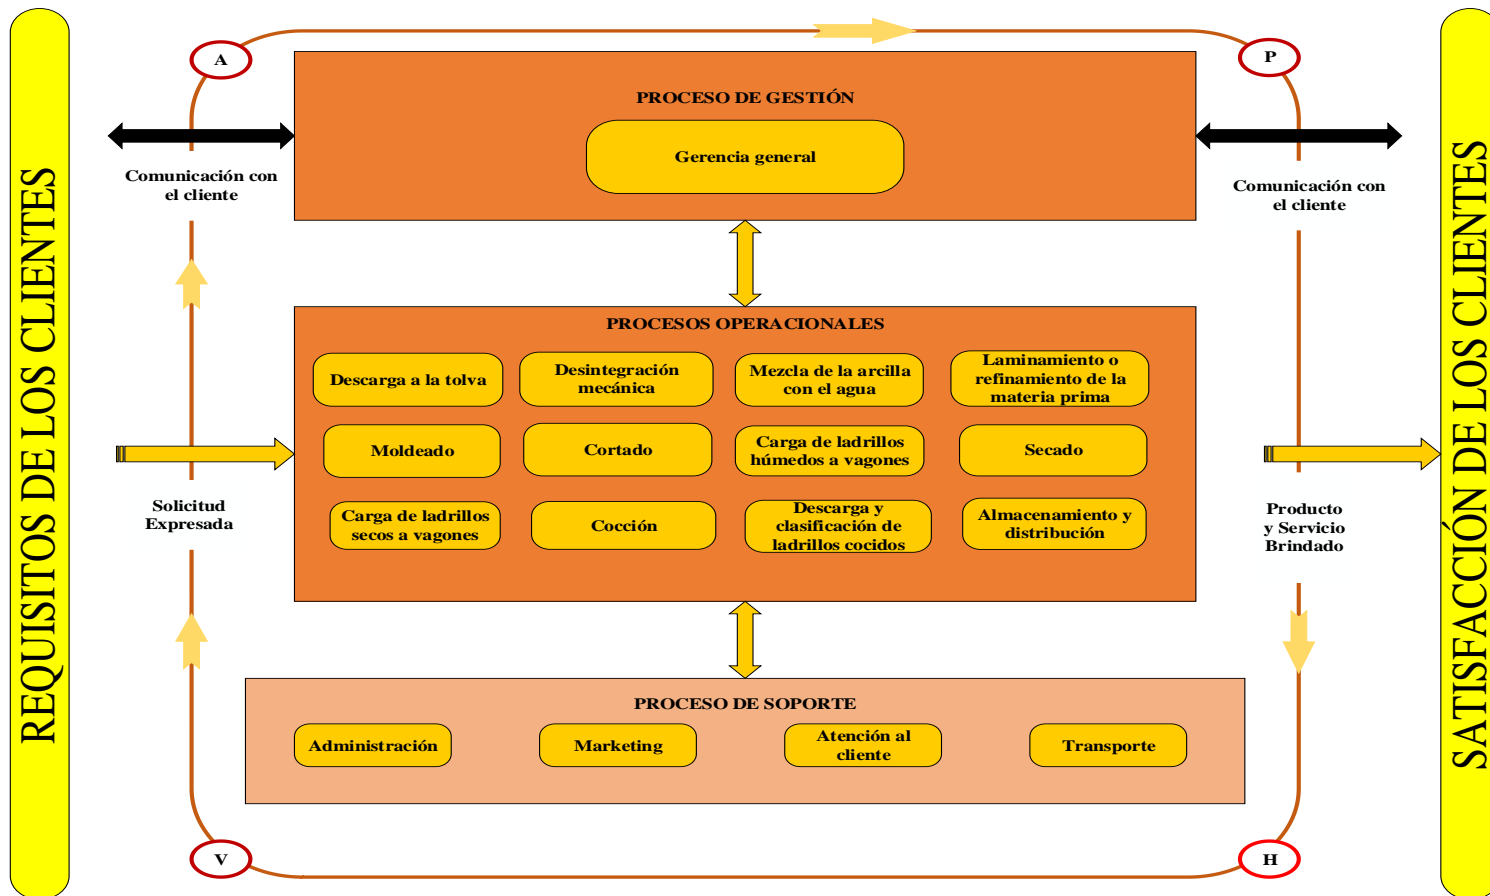 A
P
PROCESO DE GESTIÓN
Gerencia general
Comunicación con
el cliente
Comunicación con
el cliente
REQUISITOS DE LOS CLIENTES
SATISFACCIÓN DE LOS CLIENTES
PROCESOS OPERACIONALES
Descarga a la tolva
Desintegración
mecánica
Mezcla de la arcilla
con el agua
Laminamiento o
refinamiento de la
materia prima
Moldeado
Cortado
Carga de ladrillos
húmedos a vagones
Secado
Carga de ladrillos
secos a vagones
Cocción
Descarga y
clasificación de
ladrillos cocidos
Almacenamiento y
distribución
Solicitud
Expresada
Producto
y Servicio
Brindado
PROCESO DE SOPORTE
Administración
Marketing
Atención al
cliente
Transporte
V
H